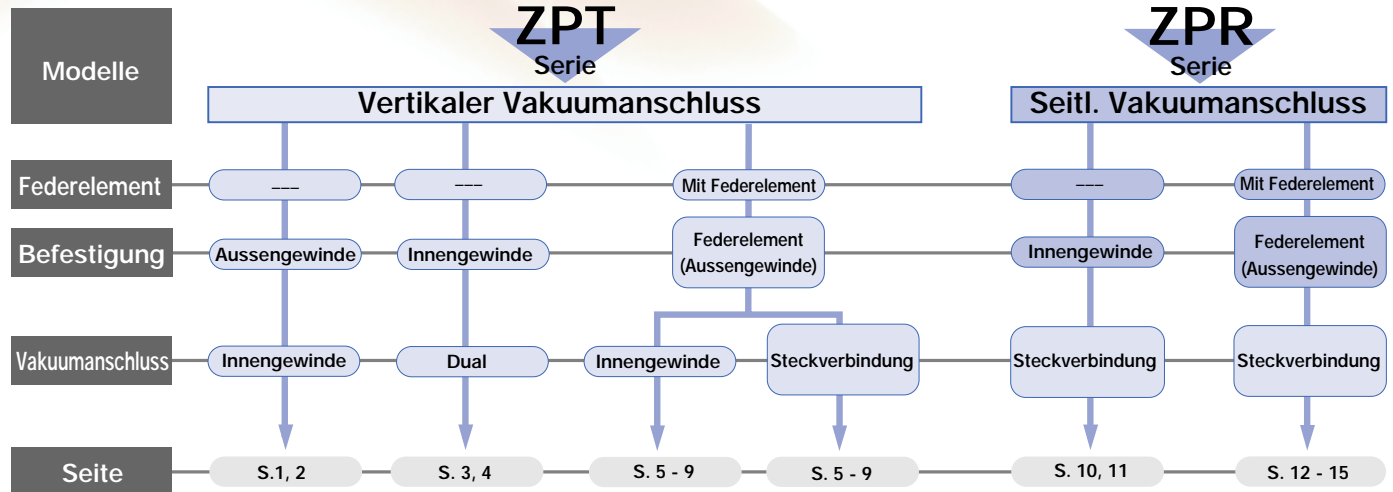 ZPT
Serie
ZPR
Serie
Modelle
Vertikaler Vakuumanschluss
Seitl. Vakuumanschluss
Federelement
---
---
Mit Federelement
---
Mit Federelement
Befestigung
Aussengewinde
Innengewinde
Federelement
(Aussengewinde)
Innengewinde
Federelement
(Aussengewinde)
Vakuumanschluss
Innengewinde
Dual
Innengewinde
Steckverbindung
Steckverbindung
Steckverbindung
Seite
S.1, 2
S. 3, 4
S. 5 - 9
S. 5 - 9
S. 10, 11
S. 12 - 15